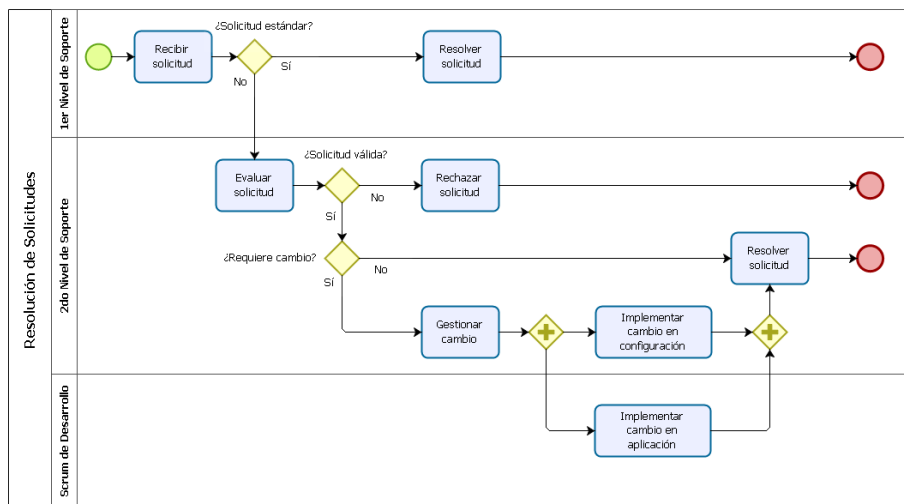 Resolución de Solicitudes
1er Nivel de Soporte
¿Solicitud estándar?
Recibir
solicitud
Sí
No
Resolver
solicitud
2do Nivel de Soporte
¿Solicitud válida?
Evaluar
solicitud
No
Sí
Rechazar
solicitud
¿Requiere cambio?
No
Sí
Resolver
solicitud
Gestionar
cambio
Implementar
cambio en
configuración
Scrum de Desarrollo
Implementar
cambio en
aplicación